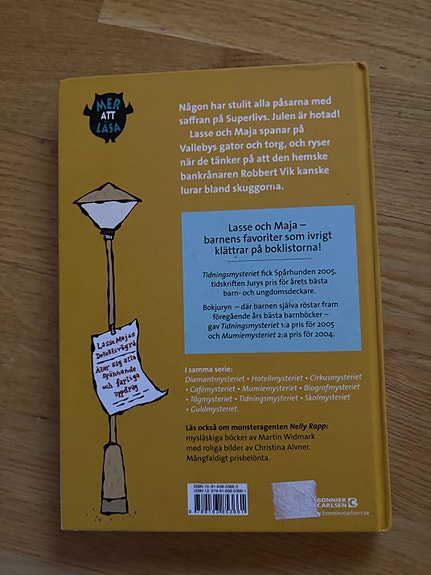 MER
ATT
LÄSA
Någon har stulit alla påsarna med
saffran på Superlivs. Julen är hotad!
Lasse och Maja spanar på
Vallebys gator och torg, och ryser
när de tänker på att den hemske
bankrånaren Robbert Vik kanske
lurar bland skuggorna.
Lasse och Maja –
barnens favoriter som ivrigt
klättrar på boklistorna!
Tidningsmysteriet fick Spårhunden 2005,
tidskriften Jurys pris för årets bästa
barn- och ungdomsdeckare.
Bokjuryn – där barnen själva röstar fram
föregående års bästa barnböcker –
gav Tidningsmysteriet 1:a pris för 2005
och Mumiemysteriet 2:a pris för 2004.
LasseMajas
Detektivbyrå
Åtar sig alla
spännande
och farliga
uppdrag
I samma serie:
Diamantmysteriet • Hotellmysteriet • Cirkusmysteriet
• Cafémysteriet • Mumiemysteriet • Biografmysteriet
• Tågmysteriet • Tidningsmysteriet • Skolmysteriet
• Guldmysteriet.
Läs också om monsteragenten Nelly Rapp:
mysläskiga böcker av Martin Widmark
med roliga bilder av Christina Alvner.
Mångfaldigt prisbelönta.
BONNIER
CARLSEN
bonniercarlsen.se